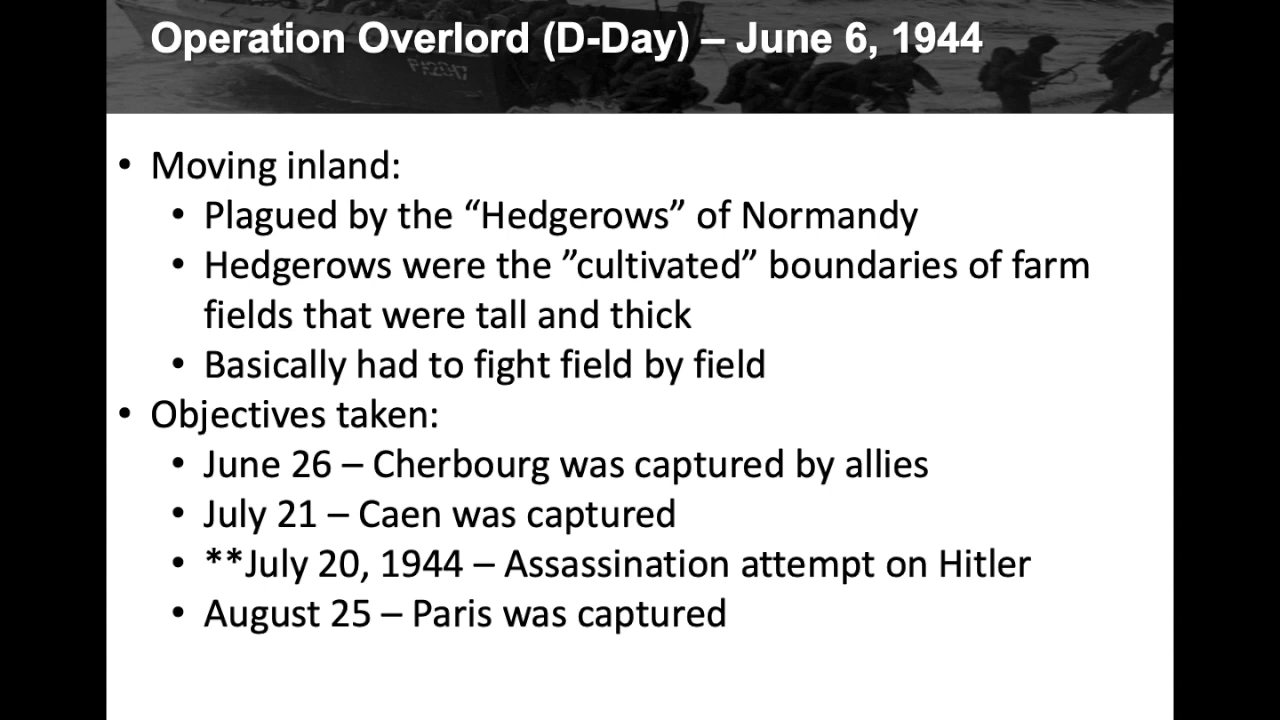 Operation Overlord (D-Day) – June 6, 1944
PA2817
• Moving inland:
• Plagued by the “Hedgerows” of Normandy
• Hedgerows were the ”cultivated” boundaries of farm
fields that were tall and thick
• Basically had to fight field by field
• Objectives taken:
• June 26 – Cherbourg was captured by allies
• July 21 – Caen was captured
• **July 20, 1944 – Assassination attempt on Hitler
• August 25 – Paris was captured